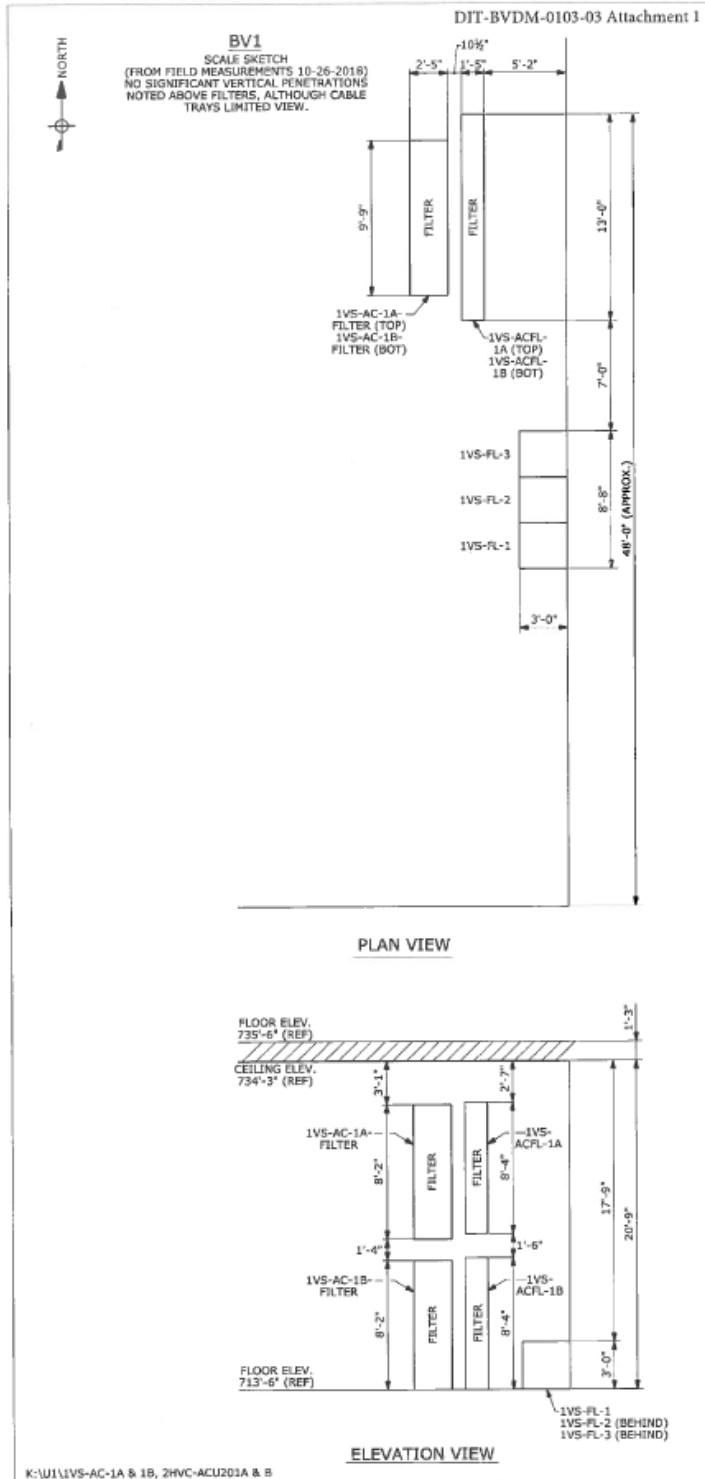 DIT-BVDM-0103-03 Attachment 1
NORTH
BV1
SCALE SKETCH
(FROM FIELD MEASUREMENTS 10-26-2018)
NO SIGNIFICANT VERTICAL PENETRATIONS
NOTED ABOVE FILTERS, ALTHOUGH CABLE
TRAYS LIMITED VIEW.
2'-5"
10½"
1'-5"
5'-2"
9'-9"
FILTER
FILTER
13'-0"
1VS-AC-1A-
FILTER (TOP)
1VS-AC-1B-
FILTER (BOT)
1VS-ACFL-
1A (TOP)
1VS-ACFL-
1B (BOT)
7'-0"
1VS-FL-3
1VS-FL-2
1VS-FL-1
8'-8"
48'-0" (APPROX.)
3'-0"
PLAN VIEW
FLOOR ELEV.
735'-6" (REF)
1'-3"
CEILING ELEV.
734'-3" (REF)
3'-1"
2'-7"
1VS-AC-1A-
FILTER
8'-2"
FILTER
FILTER
1VS-
ACFL-1A
8'-4"
17'-9"
20'-9"
1'-4"
1'-6"
1VS-AC-1B-
FILTER
8'-2"
FILTER
FILTER
1VS-
ACFL-1B
8'-4"
3'-0"
FLOOR ELEV.
713'-6" (REF)
1VS-FL-1
1VS-FL-2 (BEHIND)
1VS-FL-3 (BEHIND)
ELEVATION VIEW
K:\U1\1VS-AC-1A & 1B, 2HVC-ACU201A & B